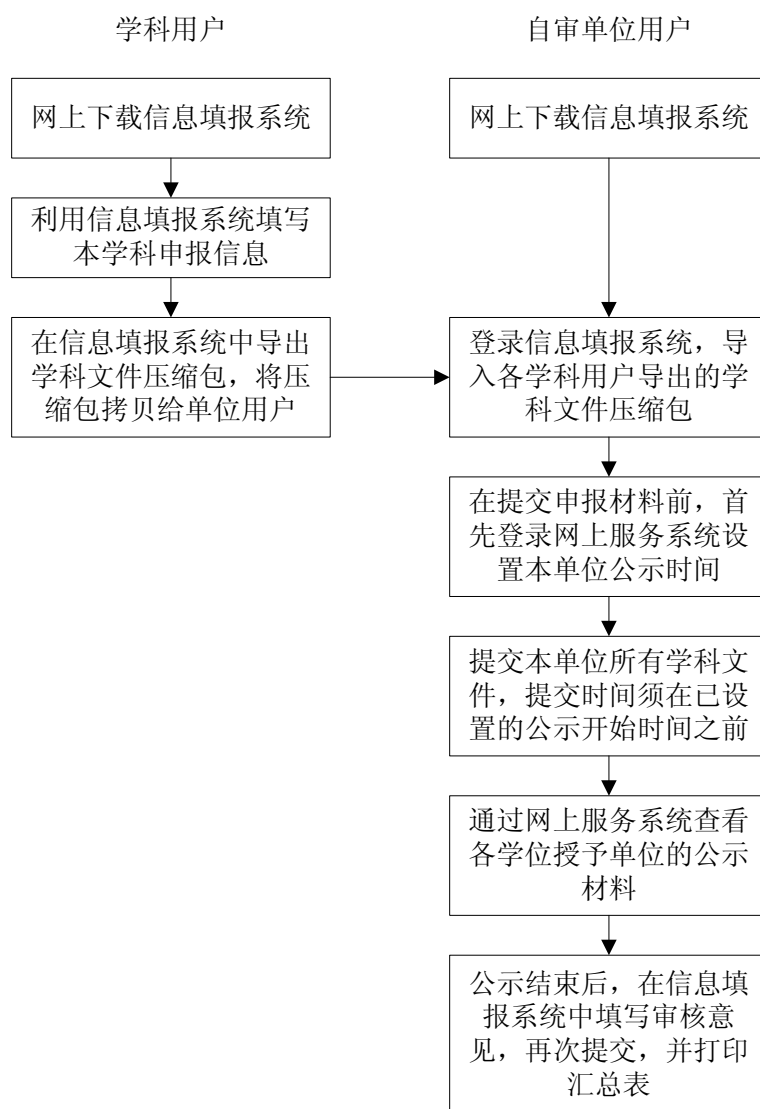 学科用户
自审单位用户
网上下载信息填报系统
网上下载信息填报系统
利用信息填报系统填写
本学科申报信息
在信息填报系统中导出
学科文件压缩包，将压
缩包拷贝给单位用户
登录信息填报系统，导
入各学科用户导出的学
科文件压缩包
在提交申报材料前，首
先登录网上服务系统设
置本单位公示时间
提交本单位所有学科文
件，提交时间须在已设
置的公示开始时间之前
通过网上服务系统查看
各学位授予单位的公示
材料
公示结束后，在信息填
报系统中填写审核意
见，再次提交，并打印
汇总表